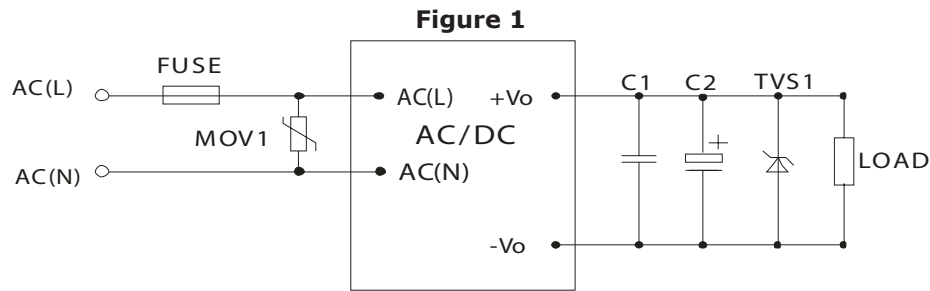 Figure 1
FUSE
AC(L)
MOV1
AC(N)
AC(L)
+Vo
AC/DC
AC(N)
-Vo
C1
C2
TVS1
+
LOAD